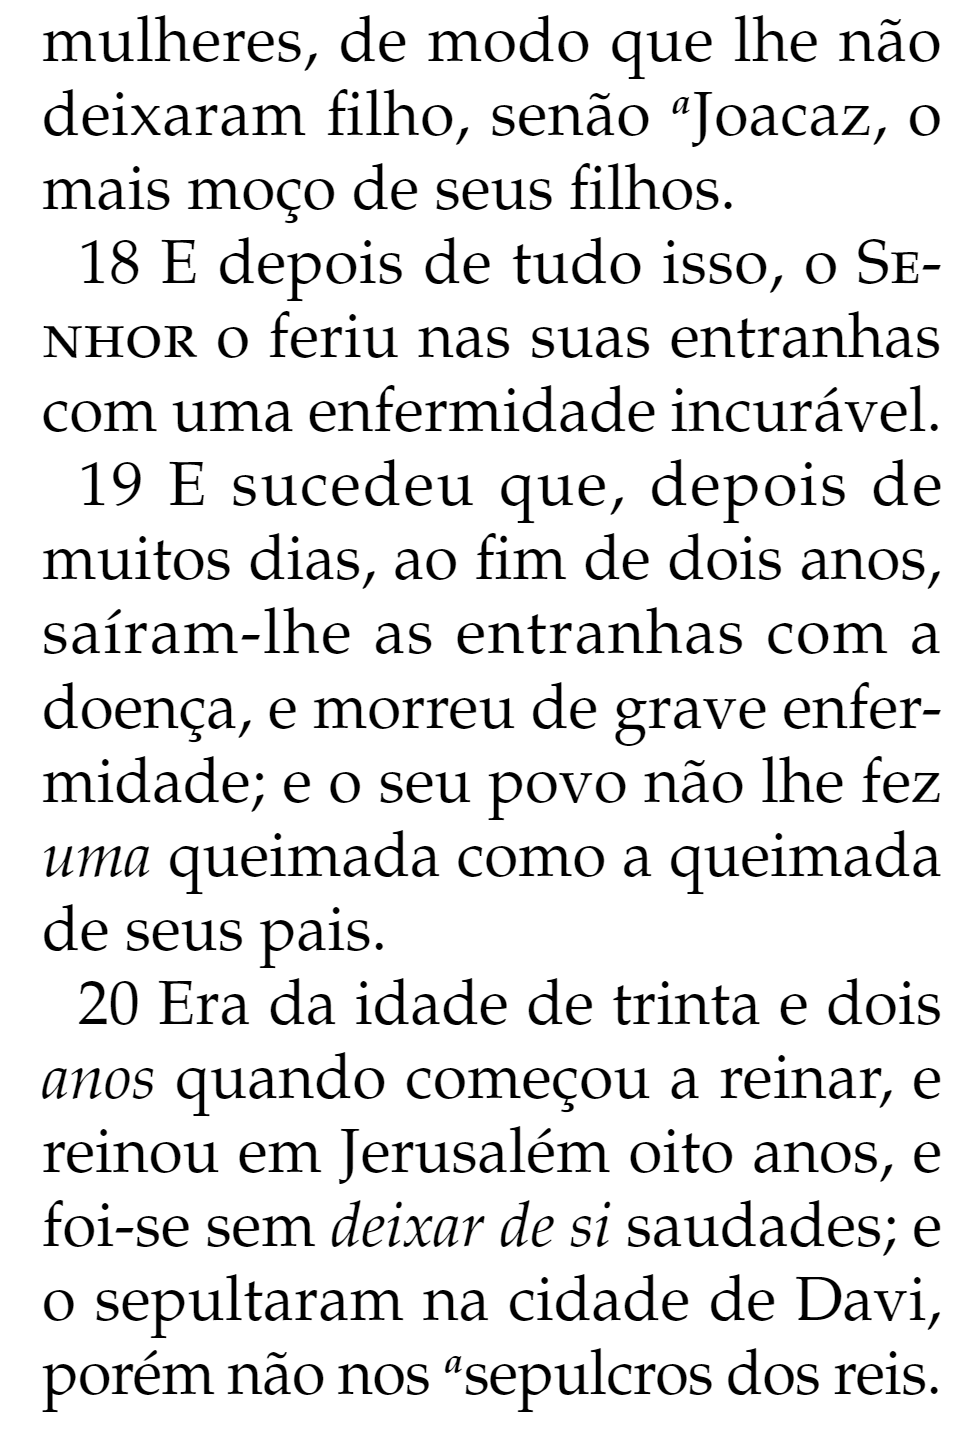 mulheres, de modo que lhe não
deixaram filho, senão ᵃJoacaz, o
mais moço de seus filhos.
18 E depois de tudo isso, o SE-
NHOR o feriu nas suas entranhas
com uma enfermidade incurável.
19 E sucedeu que, depois de
muitos dias, ao fim de dois anos,
saíram-lhe as entranhas com a
doença, e morreu de grave enfer-
midade; e o seu povo não lhe fez
uma queimada como a queimada
de seus pais.
20 Era da idade de trinta e dois
anos quando começou a reinar, e
reinou em Jerusalém oito anos, e
foi-se sem deixar de si saudades; e
o sepultaram na cidade de Davi,
porém não nos ᵃsepulcros dos reis.